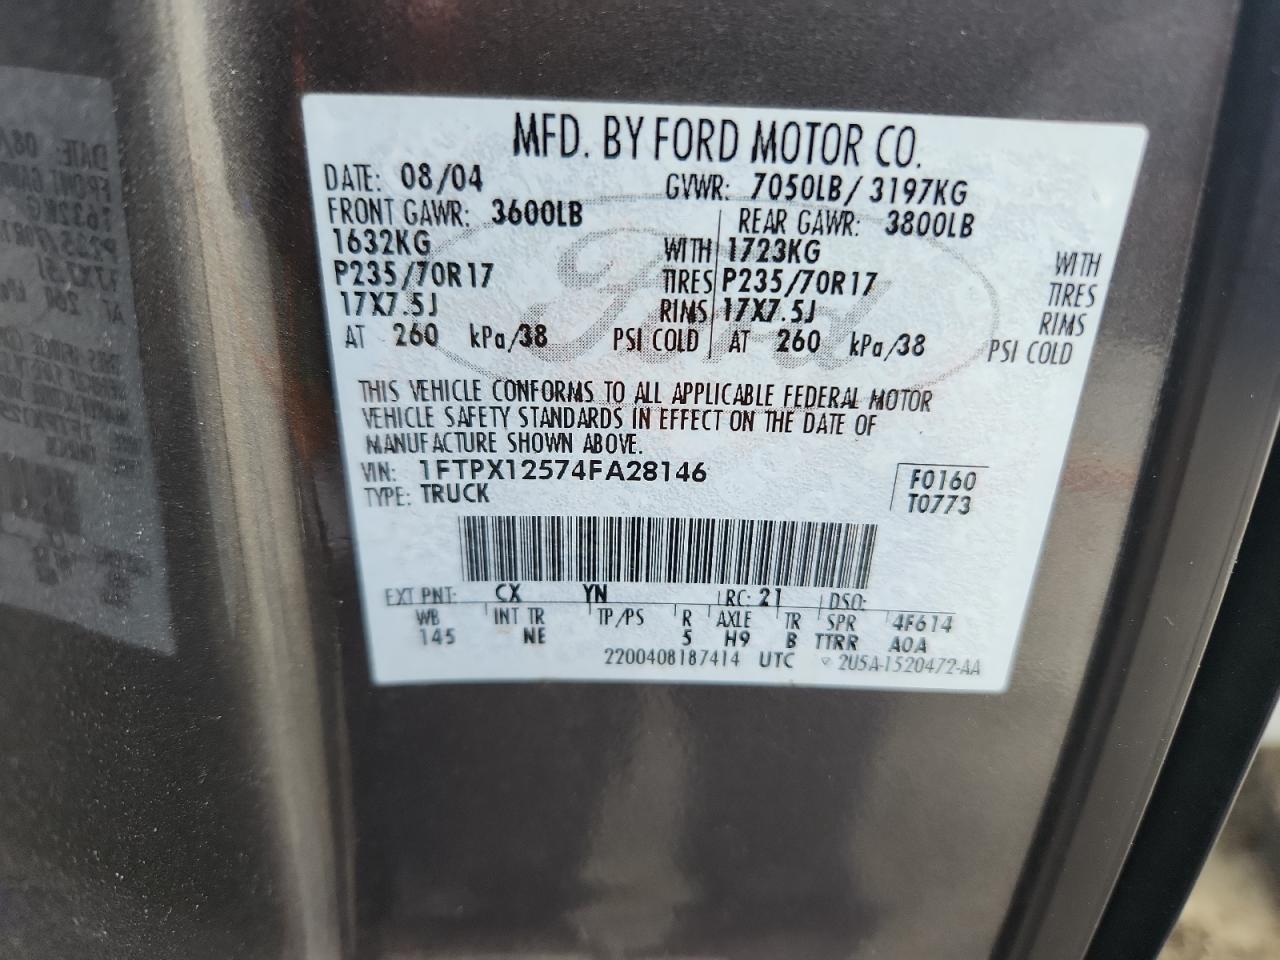 MFD. BY FORD MOTOR CO.
DATE: 08/04 GVWR: 7050LB/ 3197KG
FRONT GAWR: 3600LB REAR GAWR: 3800LB
1632KG WITH 1723KG WITH
P235/70R17 TIRES P235/70R17 TIRES
17X7.5J RIMS 17X7.5J RIMS
AT 260 kPa/38 PSI COLD AT 260 kPa/38 PSI COLD
Ford
THIS VEHICLE CONFORMS TO ALL APPLICABLE FEDERAL MOTOR
VEHICLE SAFETY STANDARDS IN EFFECT ON THE DATE OF
MANUFACTURE SHOWN ABOVE.
VIN: 1FTPX12574FA28146 F0160
TYPE: TRUCK T0773
EXT PNT: CX YN RC: 21 DSO:
WB INT TR TP/PS R AXLE TR SPR 4F614
145 NE 5 H9 B TTRR A0A
2200408187414 UTC 2U5A-1520472-AA